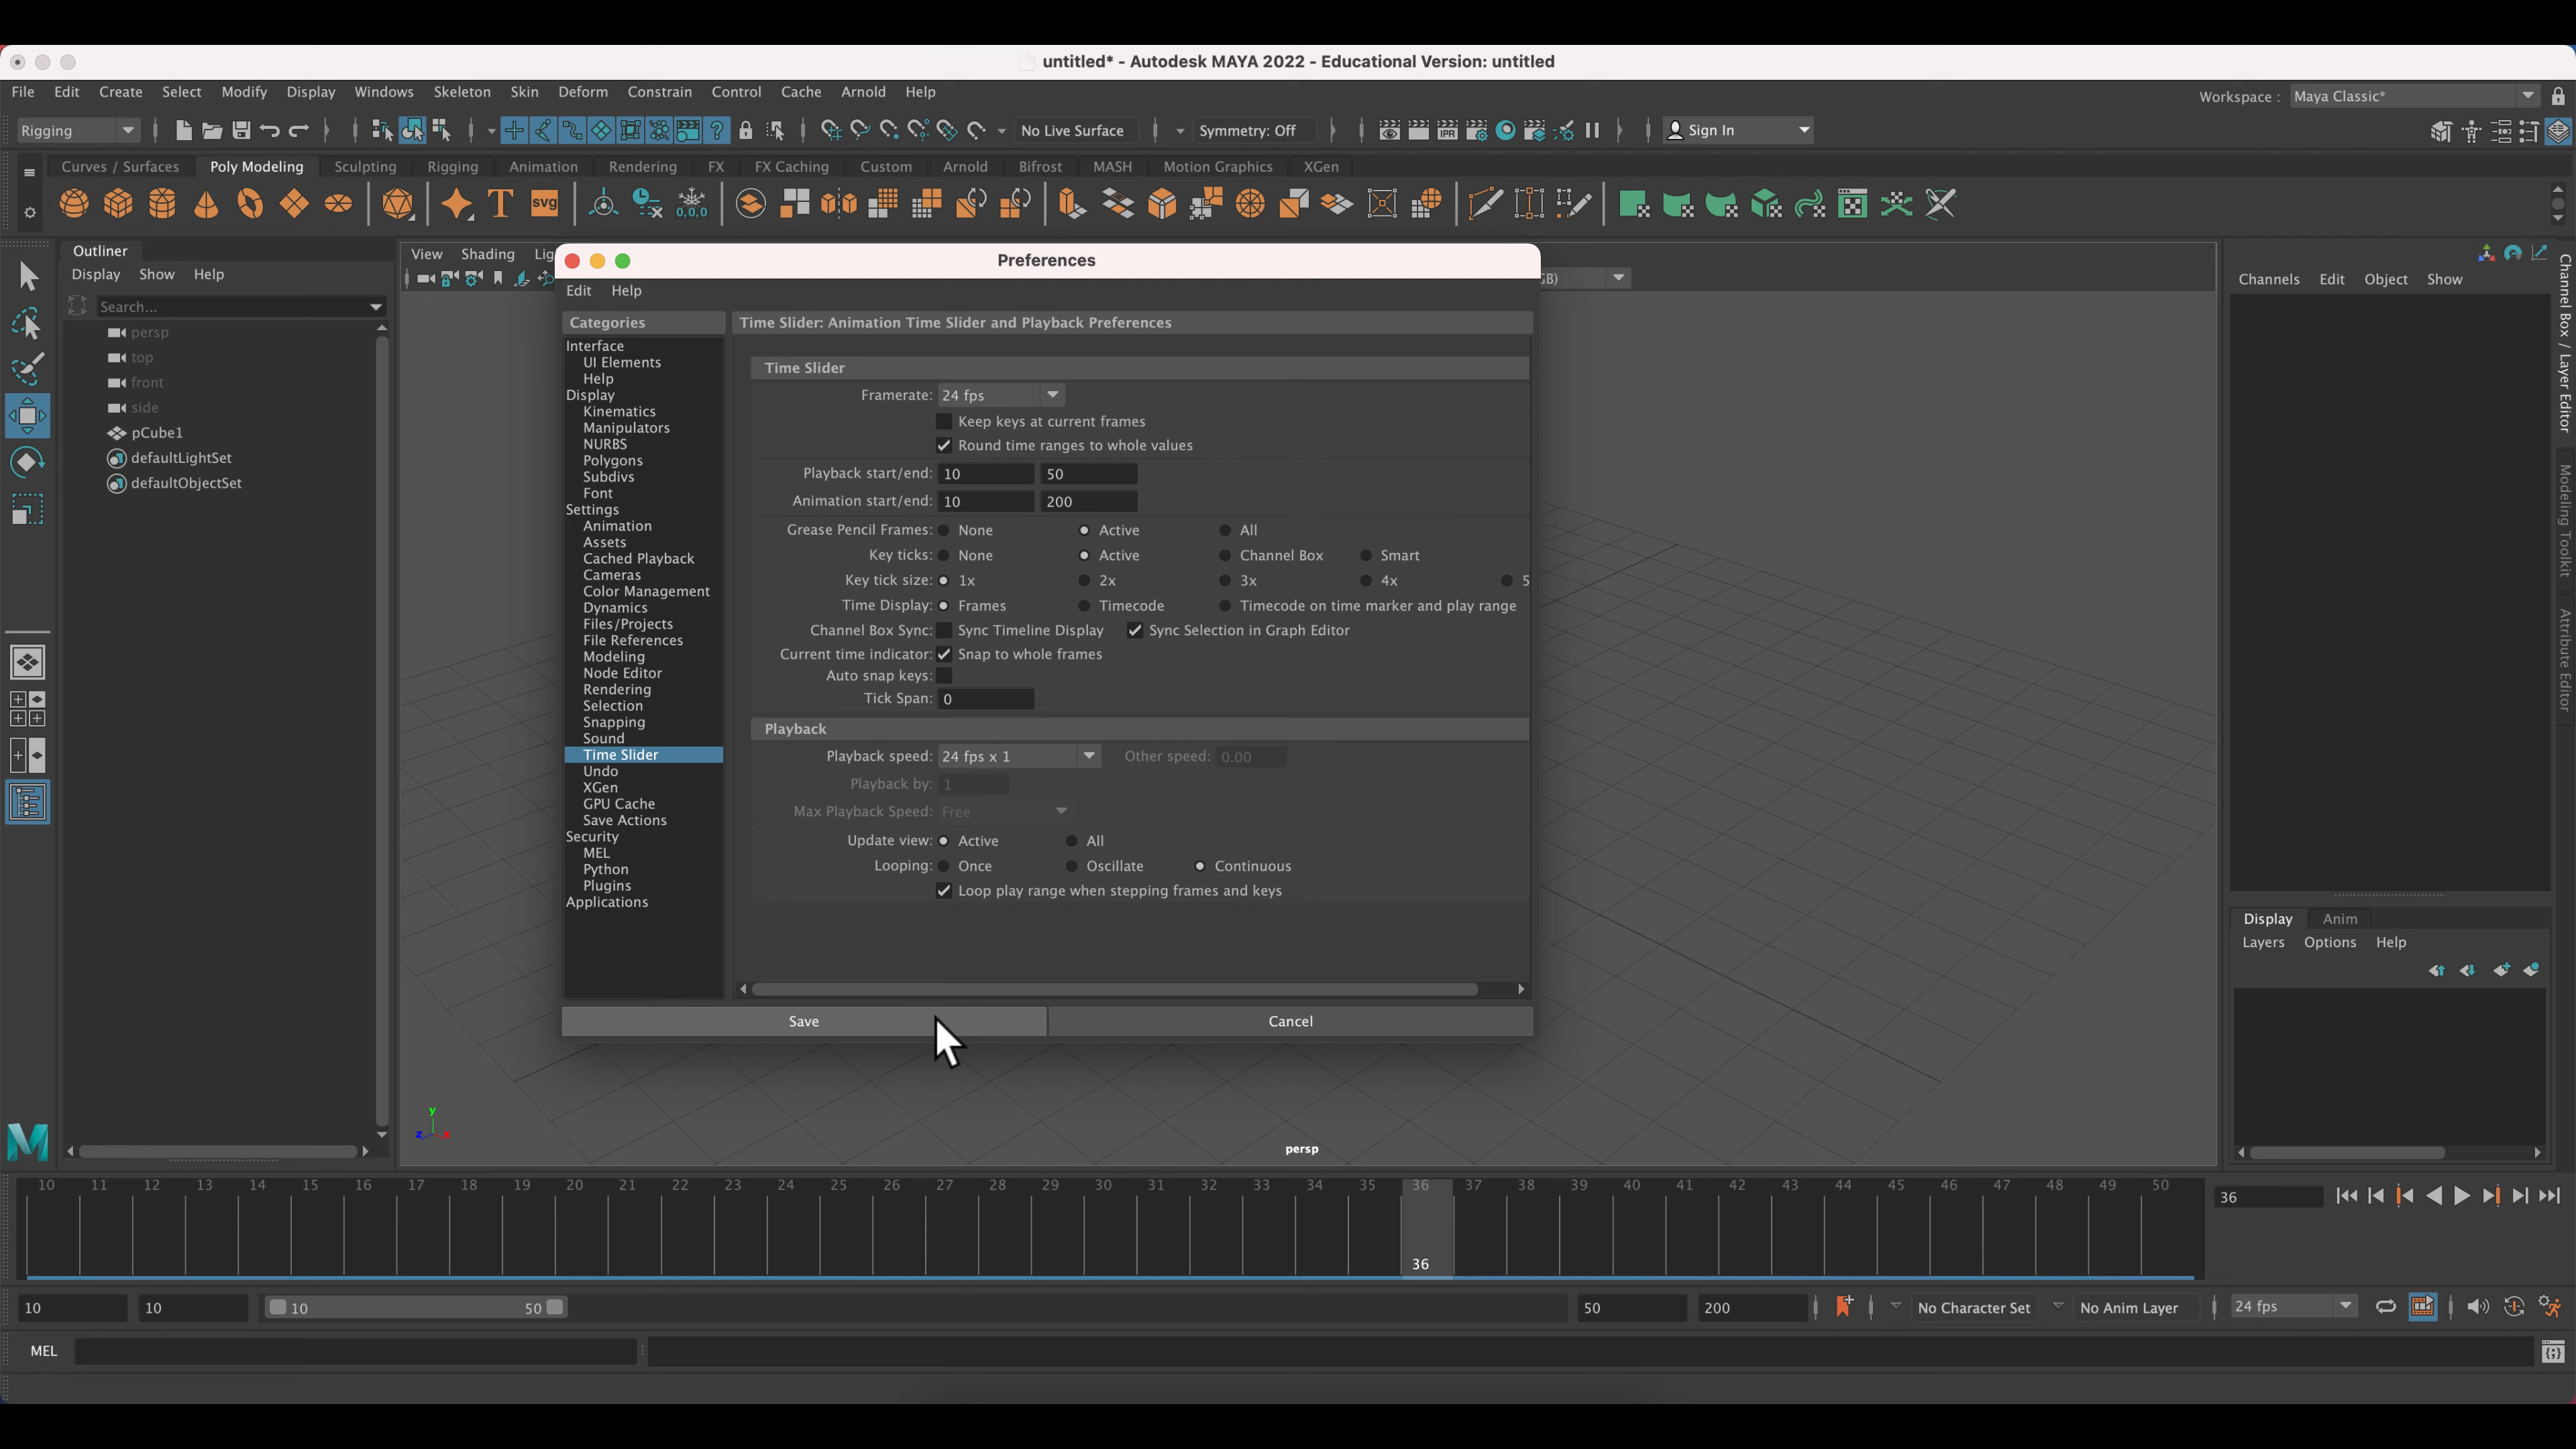 untitled* - Autodesk MAYA 2022 - Educational Version: untitled
File Edit Create Select Modify Display Windows Skeleton Skin Deform Constrain Control Cache Arnold Help
Workspace : Maya Classic*
Rigging No Live Surface Symmetry: Off IPR Sign In
Curves / Surfaces Poly Modeling Sculpting Rigging Animation Rendering FX FX Caching Custom Arnold Bifrost MASH Motion Graphics XGen
T svg 0,0,0
Outliner
Display Show Help
Search...
persp
top
front
side
pCube1
defaultLightSet
defaultObjectSet
View Shading Lig
GB)
Preferences
Edit Help
Categories
Interface
UI Elements
Help
Display
Kinematics
Manipulators
NURBS
Polygons
Subdivs
Font
Settings
Animation
Assets
Cached Playback
Cameras
Color Management
Dynamics
Files/Projects
File References
Modeling
Node Editor
Rendering
Selection
Snapping
Sound
Time Slider
Undo
XGen
GPU Cache
Save Actions
Security
MEL
Python
Plugins
Applications
Time Slider: Animation Time Slider and Playback Preferences
Time Slider
Framerate: 24 fps
Keep keys at current frames
Round time ranges to whole values
Playback start/end: 10 50
Animation start/end: 10 200
Grease Pencil Frames: None Active All
Key ticks: None Active Channel Box Smart
Key tick size: 1x 2x 3x 4x 5
Time Display: Frames Timecode Timecode on time marker and play range
Channel Box Sync: Sync Timeline Display Sync Selection in Graph Editor
Current time indicator: Snap to whole frames
Auto snap keys:
Tick Span: 0
Playback
Playback speed: 24 fps x 1 Other speed: 0.00
Playback by: 1
Max Playback Speed: Free
Update view: Active All
Looping: Once Oscillate Continuous
Loop play range when stepping frames and keys
Save Cancel
y
z x
persp
Channels Edit Object Show
Channel Box / Layer Editor
Modeling Toolkit
Attribute Editor
Display Anim
Layers Options Help
M
10 11 12 13 14 15 16 17 18 19 20 21 22 23 24 25 26 27 28 29 30 31 32 33 34 35 36 37 38 39 40 41 42 43 44 45 46 47 48 49 50
36
36
10 10 10 50 50 200 No Character Set No Anim Layer 24 fps
MEL